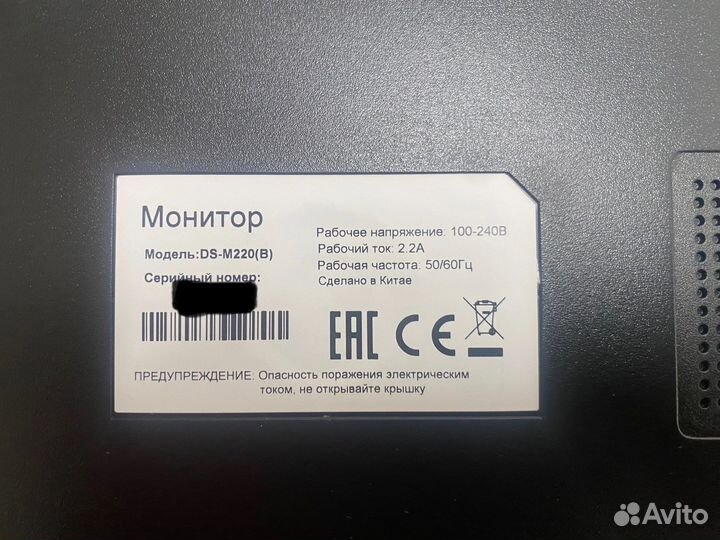 Монитор
Модель:DS-M220(B)
Серийный номер:
Рабочее напряжение: 100-240В
Рабочий ток: 2.2А
Рабочая частота: 50/60Гц
Сделано в Китае
EAC CE
ПРЕДУПРЕЖДЕНИЕ: Опасность поражения электрическим
током, не открывайте крышку
Avito